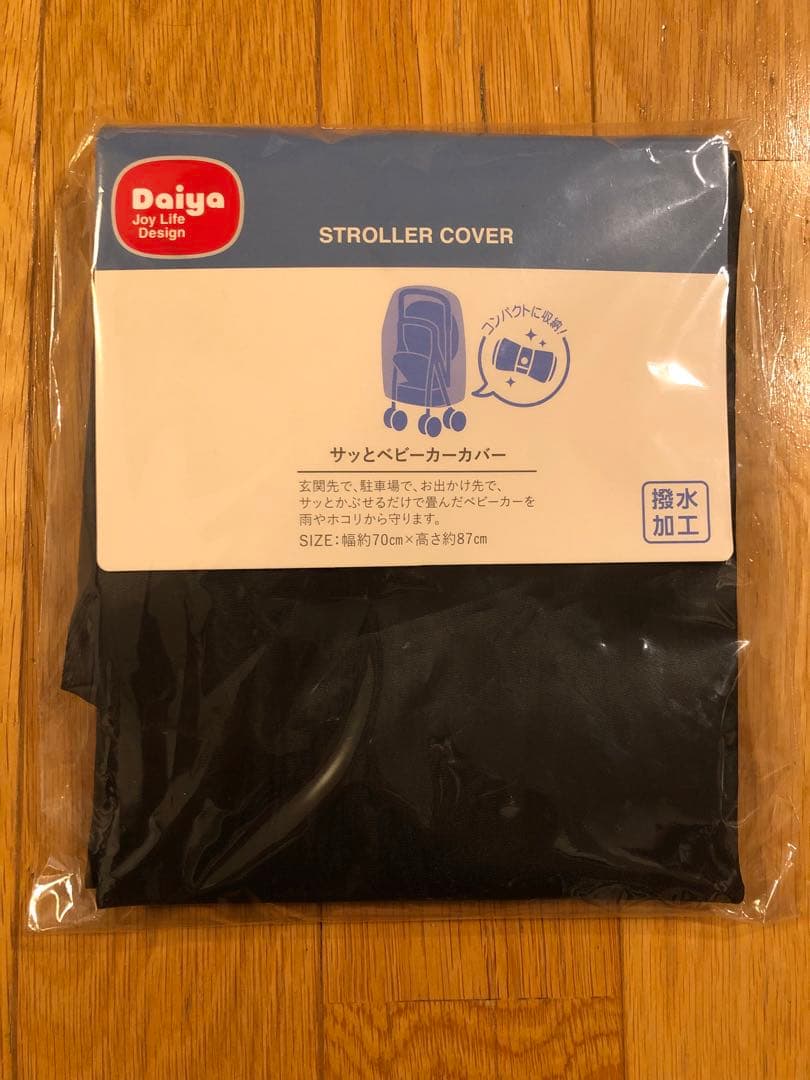 Daiya
Joy Life
Design
STROLLER COVER
コンパクトに収納!
サッとベビーカーカバー
玄関先で、駐車場で、お出かけ先で、
サッとかぶせるだけで畳んだベビーカーを
雨やホコリから守ります。
SIZE:幅約70㎝×高さ約87㎝
撥水
加工